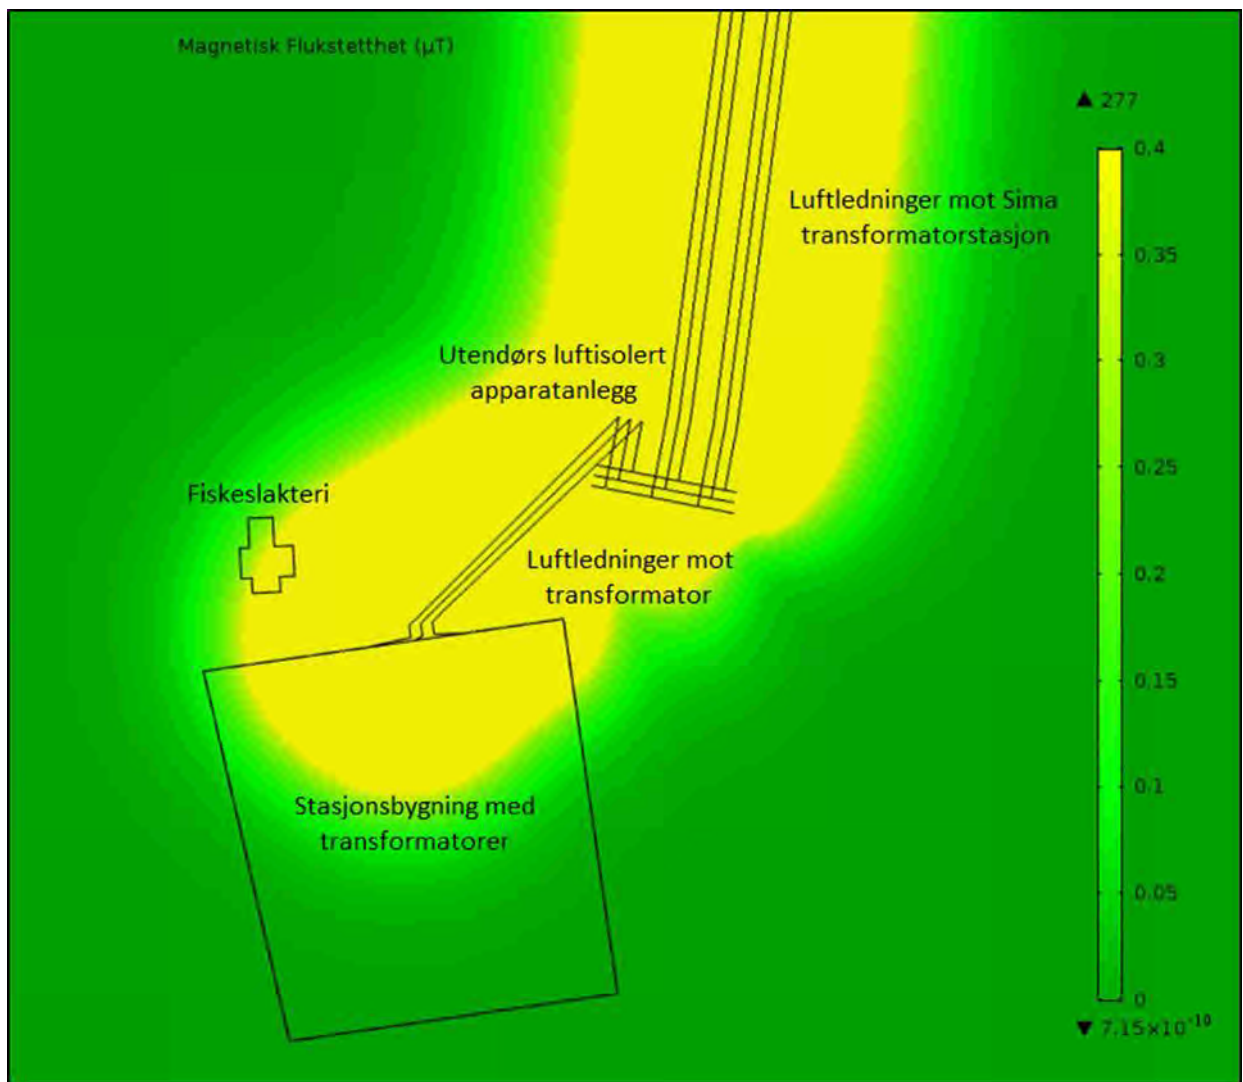 Magnetisk Flukstetthet (μT)
▲ 277
0.4
Luftledninger mot Sima
transformatorstasjon
0.35
0.3
Utendørs luftisolert
apparatanlegg
0.25
Fiskeslakteri
Luftledninger mot
transformator
0.2
0.15
Stasjonsbygning med
transformatorer
0.1
0.05
0
▼ 7.15×10⁻¹⁰